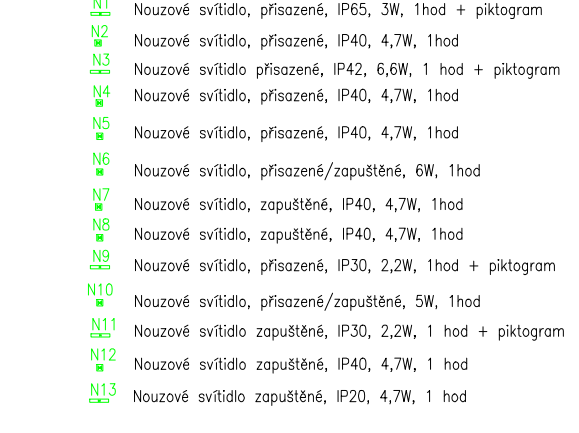 N1 Nouzové svítidlo, přisazené, IP65, 3W, 1hod + piktogram
N2 Nouzové svítidlo, přisazené, IP40, 4,7W, 1hod
N3 Nouzové svítidlo přisazené, IP42, 6,6W, 1 hod + piktogram
N4 Nouzové svítidlo, přisazené, IP40, 4,7W, 1hod
N5 Nouzové svítidlo, přisazené, IP40, 4,7W, 1hod
N6 Nouzové svítidlo, přisazené/zapuštěné, 6W, 1hod
N7 Nouzové svítidlo, zapuštěné, IP40, 4,7W, 1hod
N8 Nouzové svítidlo, zapuštěné, IP40, 4,7W, 1hod
N9 Nouzové svítidlo, přisazené, IP30, 2,2W, 1hod + piktogram
N10 Nouzové svítidlo, přisazené/zapuštěné, 5W, 1hod
N11 Nouzové svítidlo zapuštěné, IP30, 2,2W, 1 hod + piktogram
N12 Nouzové svítidlo zapuštěné, IP40, 4,7W, 1 hod
N13 Nouzové svítidlo zapuštěné, IP20, 4,7W, 1 hod